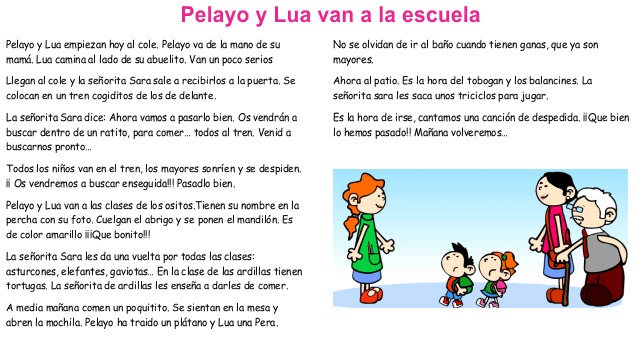 Pelayo y Lua van a la escuela
Pelayo y Lua empiezan hoy al cole. Pelayo va de la mano de su
mamá. Lua camina al lado de su abuelito. Van un poco serios
Llegan al cole y la señorita Sara sale a recibirlos a la puerta. Se
colocan en un tren cogiditos de los de delante.
La señorita Sara dice: Ahora vamos a pasarlo bien. Os vendrán a
buscar dentro de un ratito, para comer... todos al tren. Venid a
buscarnos pronto...
Todos los niños van en el tren, los mayores sonríen y se despiden.
¡¡ Os vendremos a buscar enseguida!!! Pasadlo bien.
Pelayo y Lua van a las clases de los ositos.Tienen su nombre en la
percha con su foto. Cuelgan el abrigo y se ponen el mandilón. Es
de color amarillo ¡¡¡Que bonito!!!
La señorita Sara les da una vuelta por todas las clases:
asturcones, elefantes, gaviotas... En la clase de las ardillas tienen
tortugas. La señorita de ardillas les enseña a darles de comer.
A media mañana comen un poquitito. Se sientan en la mesa y
abren la mochila. Pelayo ha traido un plátano y Lua una Pera.
No se olvidan de ir al baño cuando tienen ganas, que ya son
mayores.
Ahora al patio. Es la hora del tobogan y los balancines. La
señorita sara les saca unos triciclos para jugar.
Es la hora de irse, cantamos una canción de despedida. ¡¡Que bien
lo hemos pasado!! Mañana volveremos...